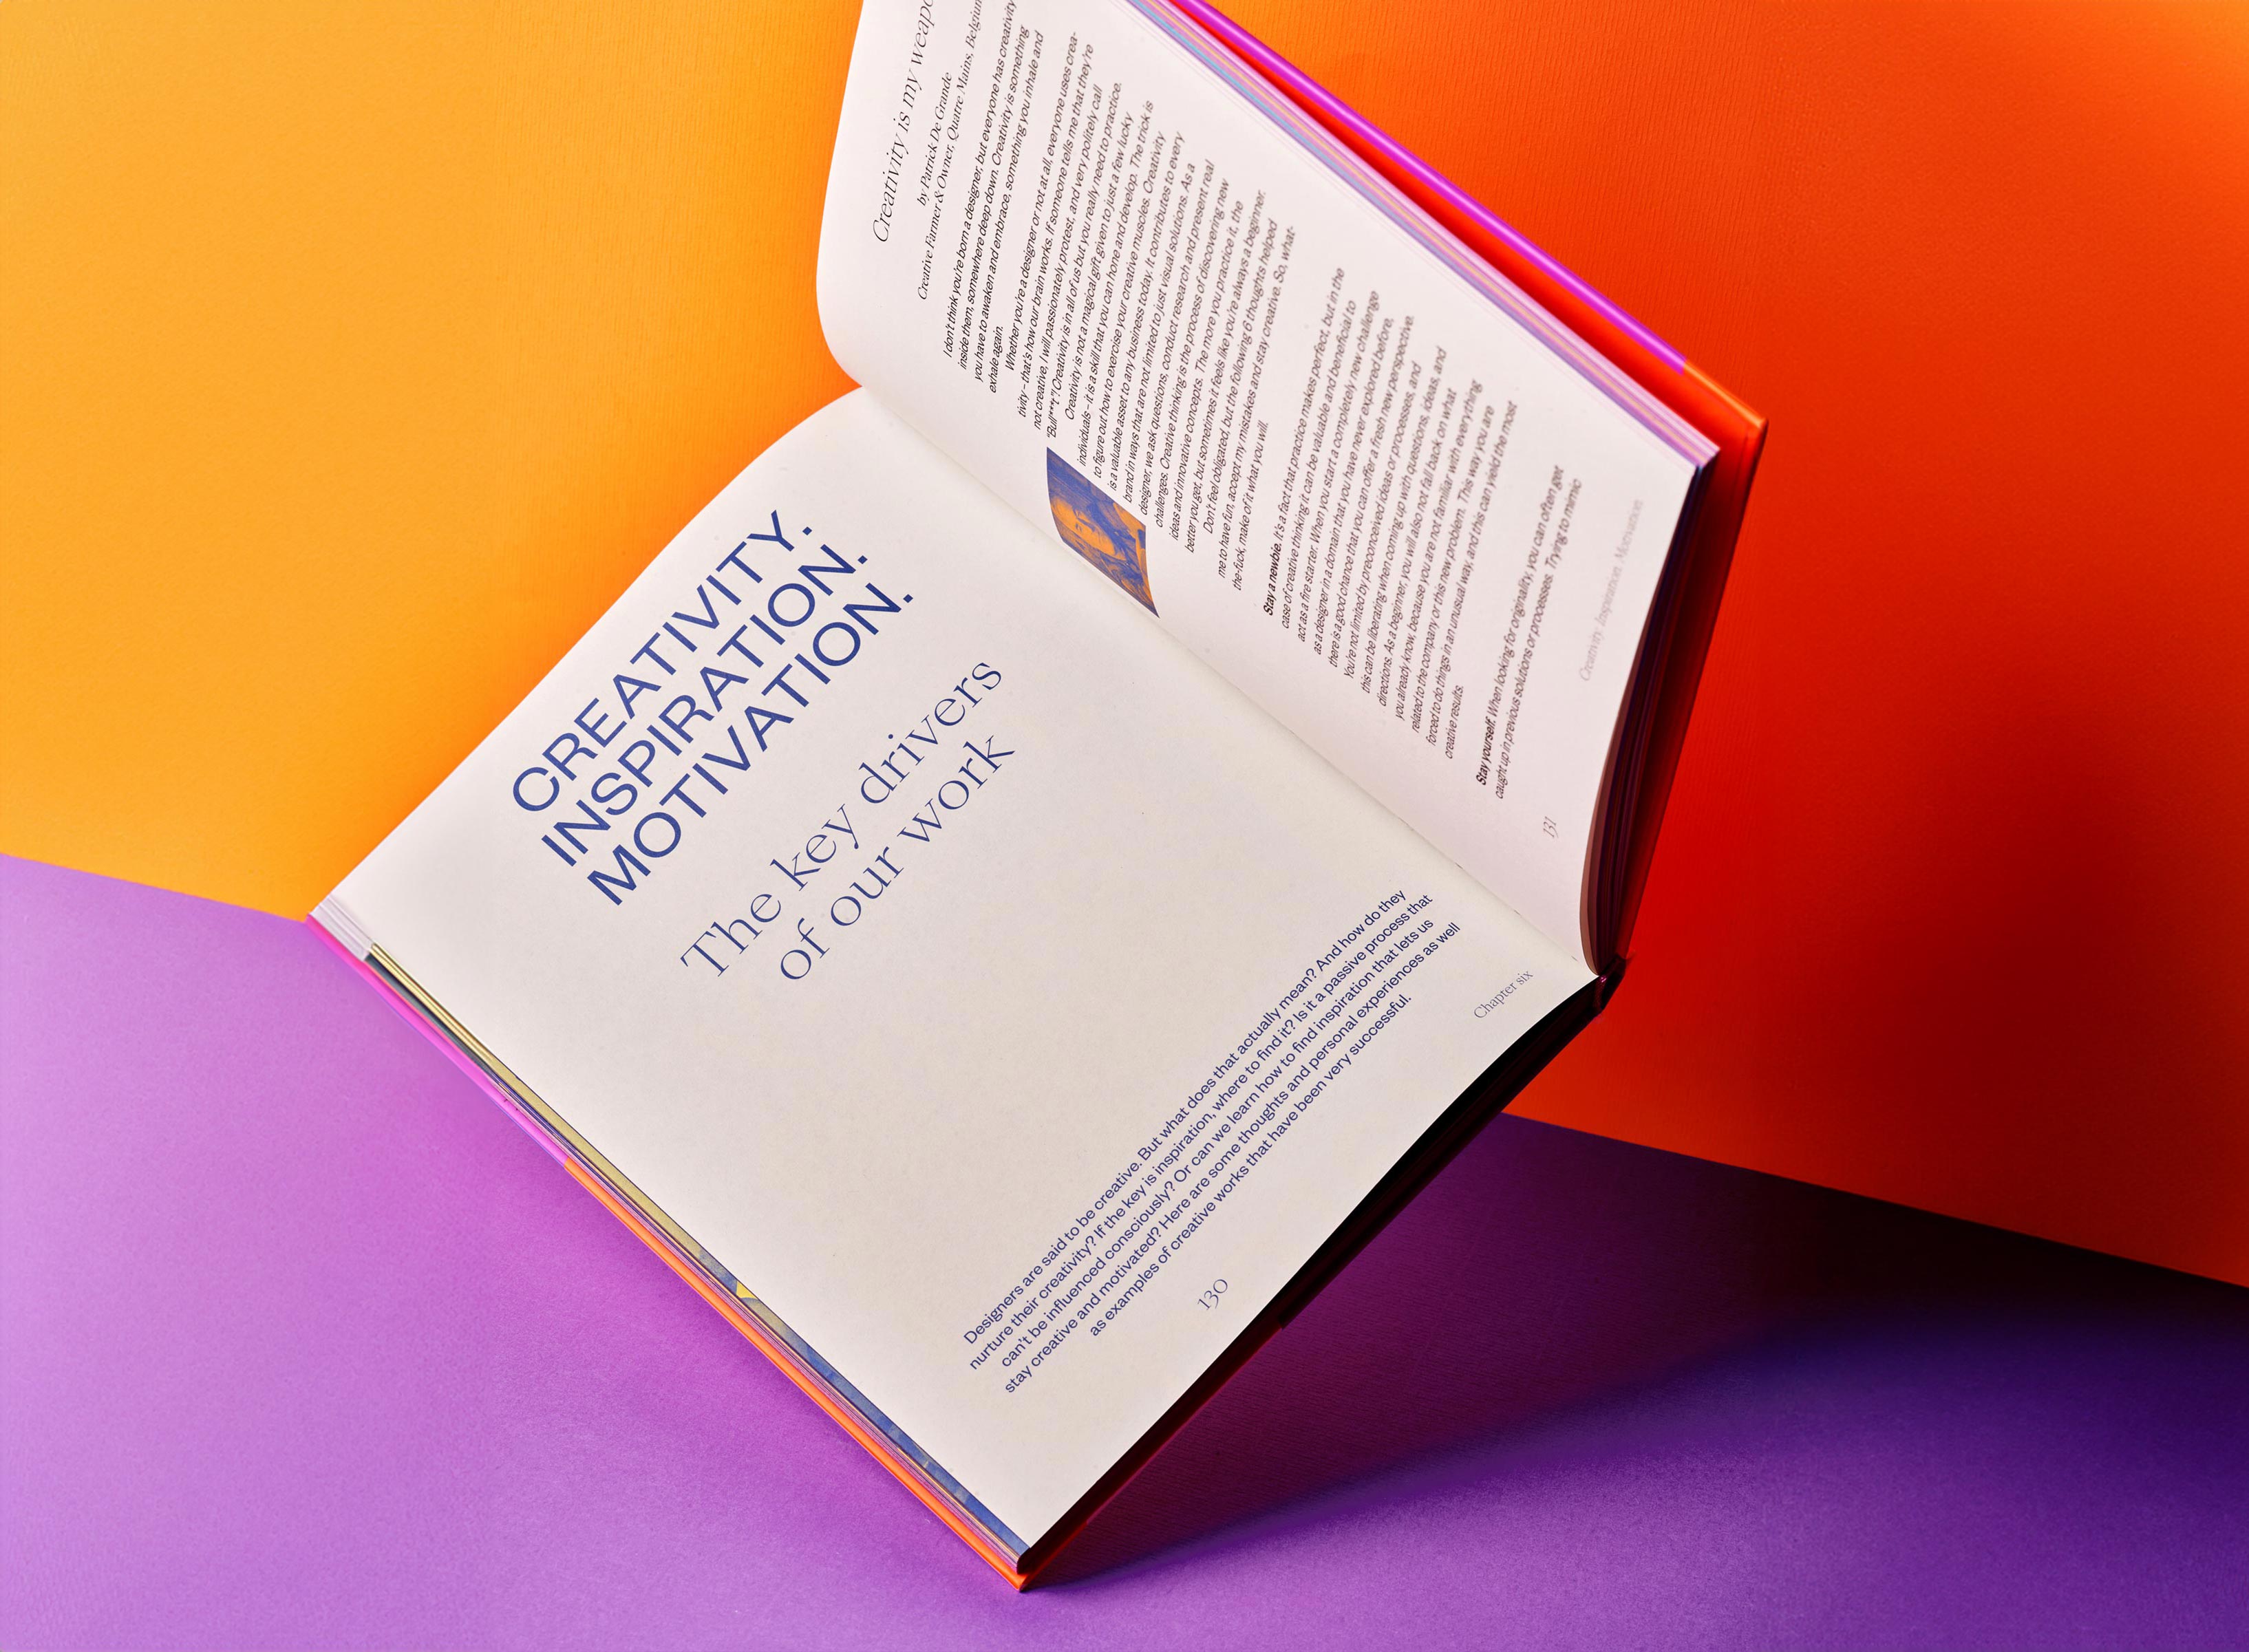 CREATIVITY.
INSPIRATION.
MOTIVATION.
The key drivers
of our work
Designers are said to be creative. But what does that actually mean? And how do they
nurture their creativity? If the key is inspiration, where to find it? Is it a passive process that
can't be influenced consciously? Or can we learn how to find inspiration that lets us
stay creative and motivated? Here are some thoughts and personal experiences as well
as examples of creative works that have been very successful.
130
Chapter six
Creativity is my
by Patrick De Grande
Creative Farmer & Owner, Quatre Mains, Belgium
I don't think you're born a designer, but everyone has creativity
inside them, somewhere deep down. Creativity is something
you have to awaken and embrace, something you inhale and
exhale again.
Whether you're a designer or not at all, everyone uses crea-
tivity – that's how our brain works. If someone tells me that they're
not creative, I will passionately protest, and very politely call
"Bull***t"! Creativity is in all of us but you really need to practice.
Creativity is not a magical gift given to just a few lucky
individuals – it is a skill that you can hone and develop. The trick is
to figure out how to exercise your creative muscles. Creativity
is a valuable asset to any business today. It contributes to every
brand in ways that are not limited to just visual solutions. As a
designer, we ask questions, conduct research and present real
challenges. Creative thinking is the process of discovering new
ideas and innovative concepts. The more you practice it, the
better you get, but sometimes it feels like you're always a beginner.
Don't feel obligated, but the following 6 thoughts helped
me to have fun, accept my mistakes and stay creative. So, what-
the-fuck, make of it what you will.
Stay a newbie. It's a fact that practice makes perfect, but in the
case of creative thinking it can be valuable and beneficial to
act as a fire starter. When you start a completely new challenge
as a designer in a domain that you have never explored before,
there is a good chance that you can offer a fresh new perspective.
You're not limited by preconceived ideas or processes, and
this can be liberating when coming up with questions, ideas, and
directions. As a beginner, you will also not fall back on what
you already know, because you are not familiar with everything
related to the company or this new problem. This way you are
forced to do things in an unusual way, and this can yield the most
creative results.
Stay yourself. When looking for originality, you can often get
caught up in previous solutions or processes. Trying to mimic
Creativity. Inspiration. Motivation.
131